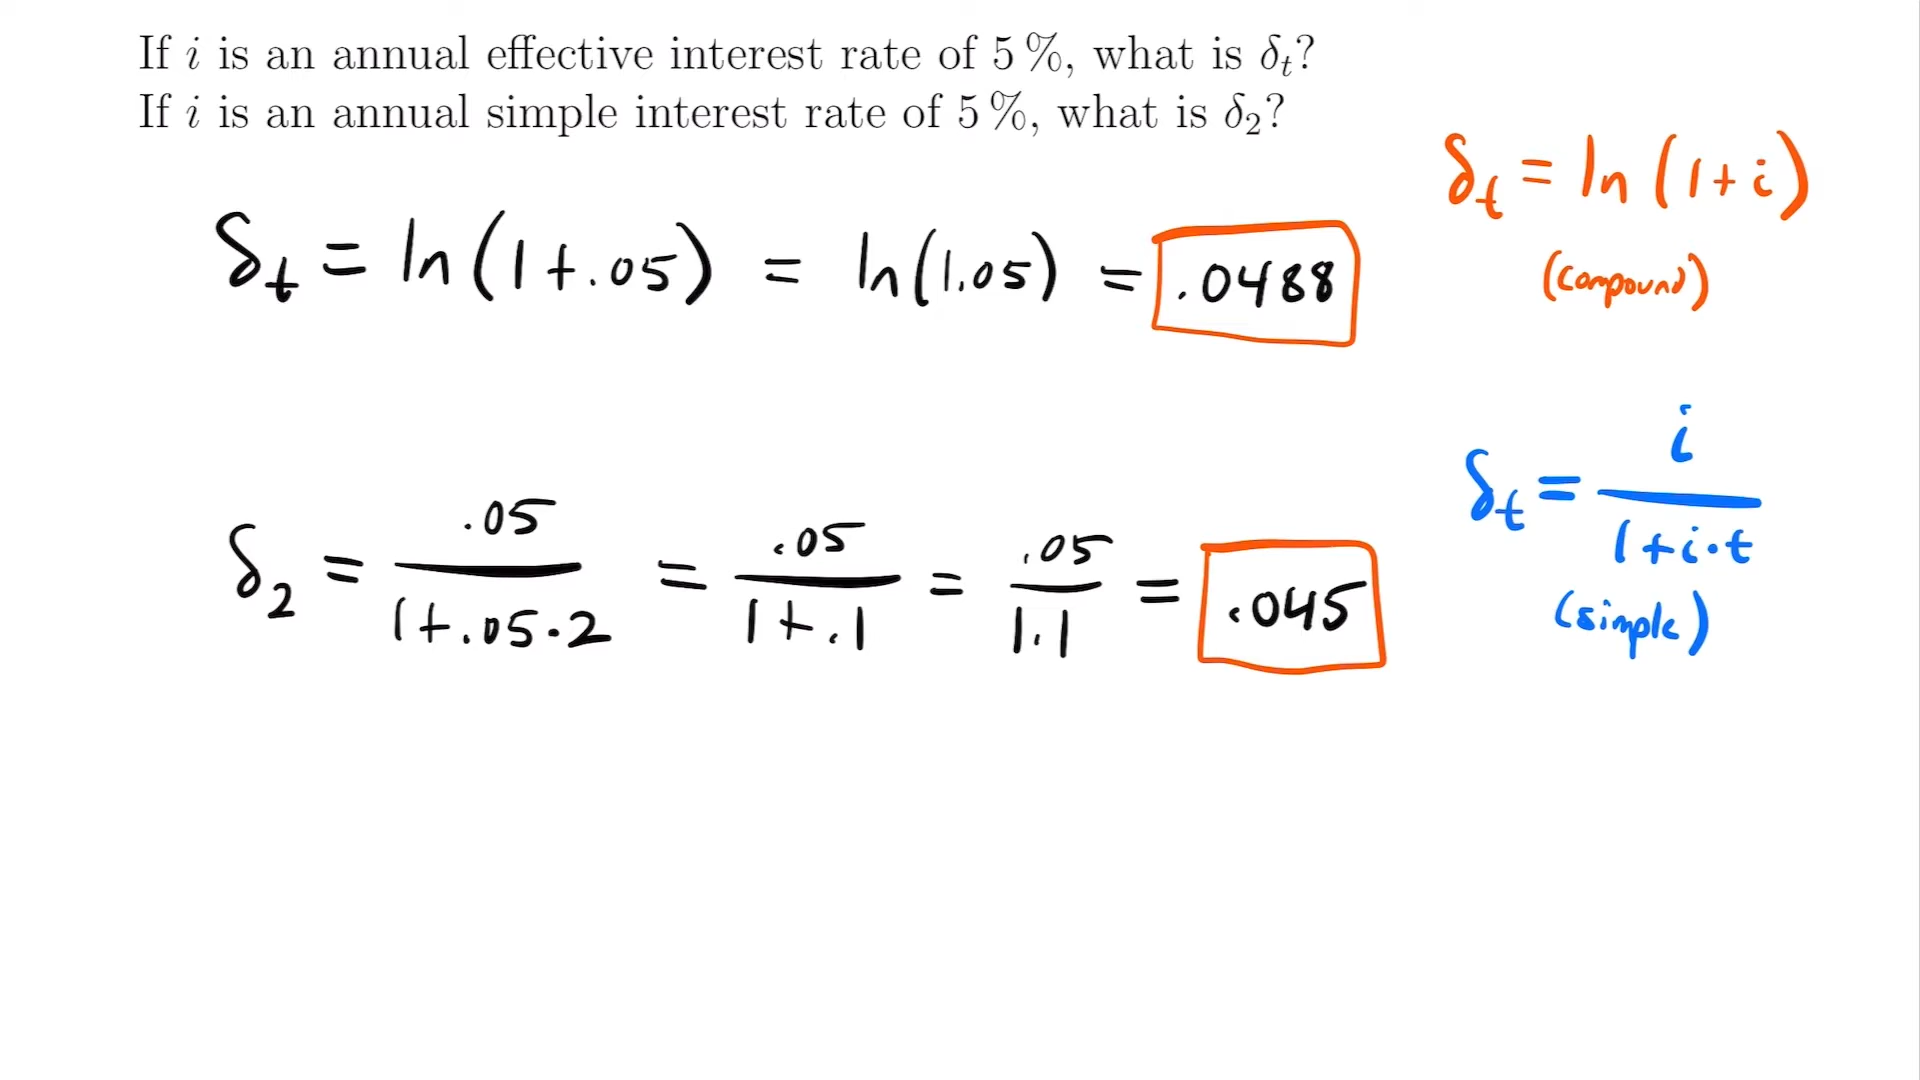 If i is an annual effective interest rate of 5 %, what is δₜ?
If i is an annual simple interest rate of 5 %, what is δ₂?
δₜ = ln (1+i)
(compound)
δₜ = ln(1+.05) = ln(1.05) = .0488
δₜ = i / (1+i·t)
(simple)
δ₂ = .05 / (1+.05·2) = .05 / (1+.1) = .05 / 1.1 = .045